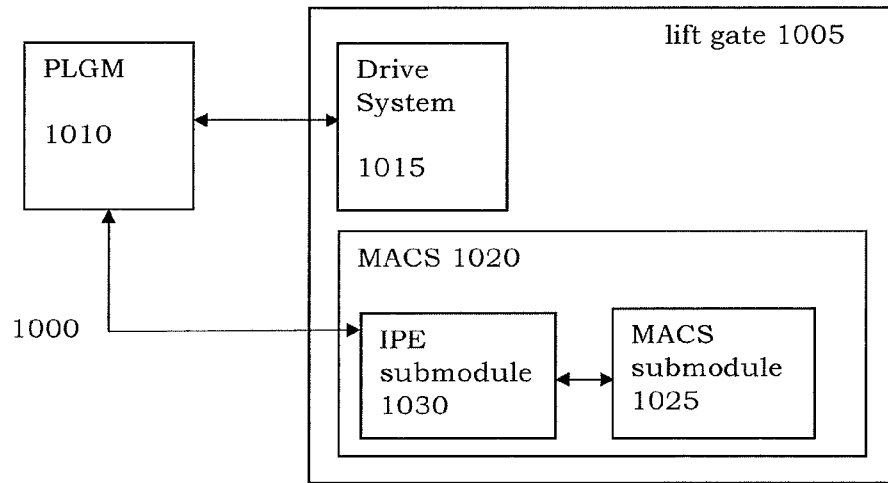 lift gate 1005
PLGM
1010
Drive
System
1015
MACS 1020
1000
IPE
submodule
1030
MACS
submodule
1025